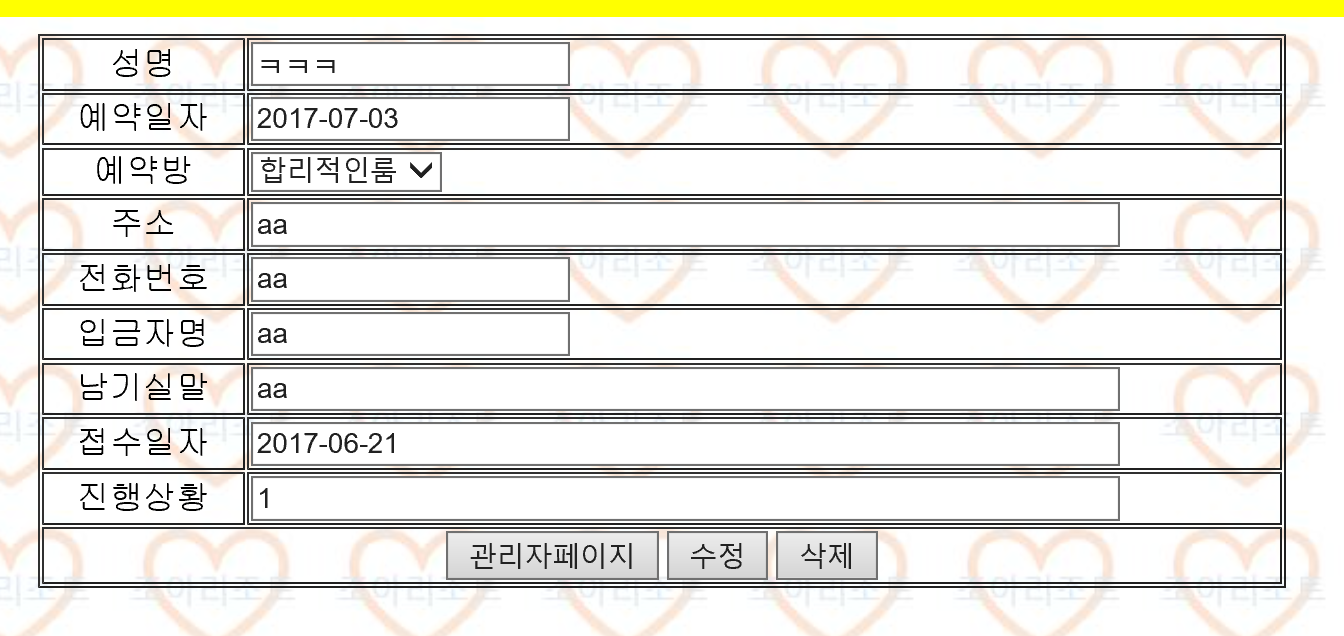 성명 ㅋㅋㅋ
예약일자 2017-07-03
예약방 합리적인룸
주소 aa
전화번호 aa
입금자명 aa
남기실말 aa
접수일자 2017-06-21
진행상황 1
관리자페이지 수정 삭제